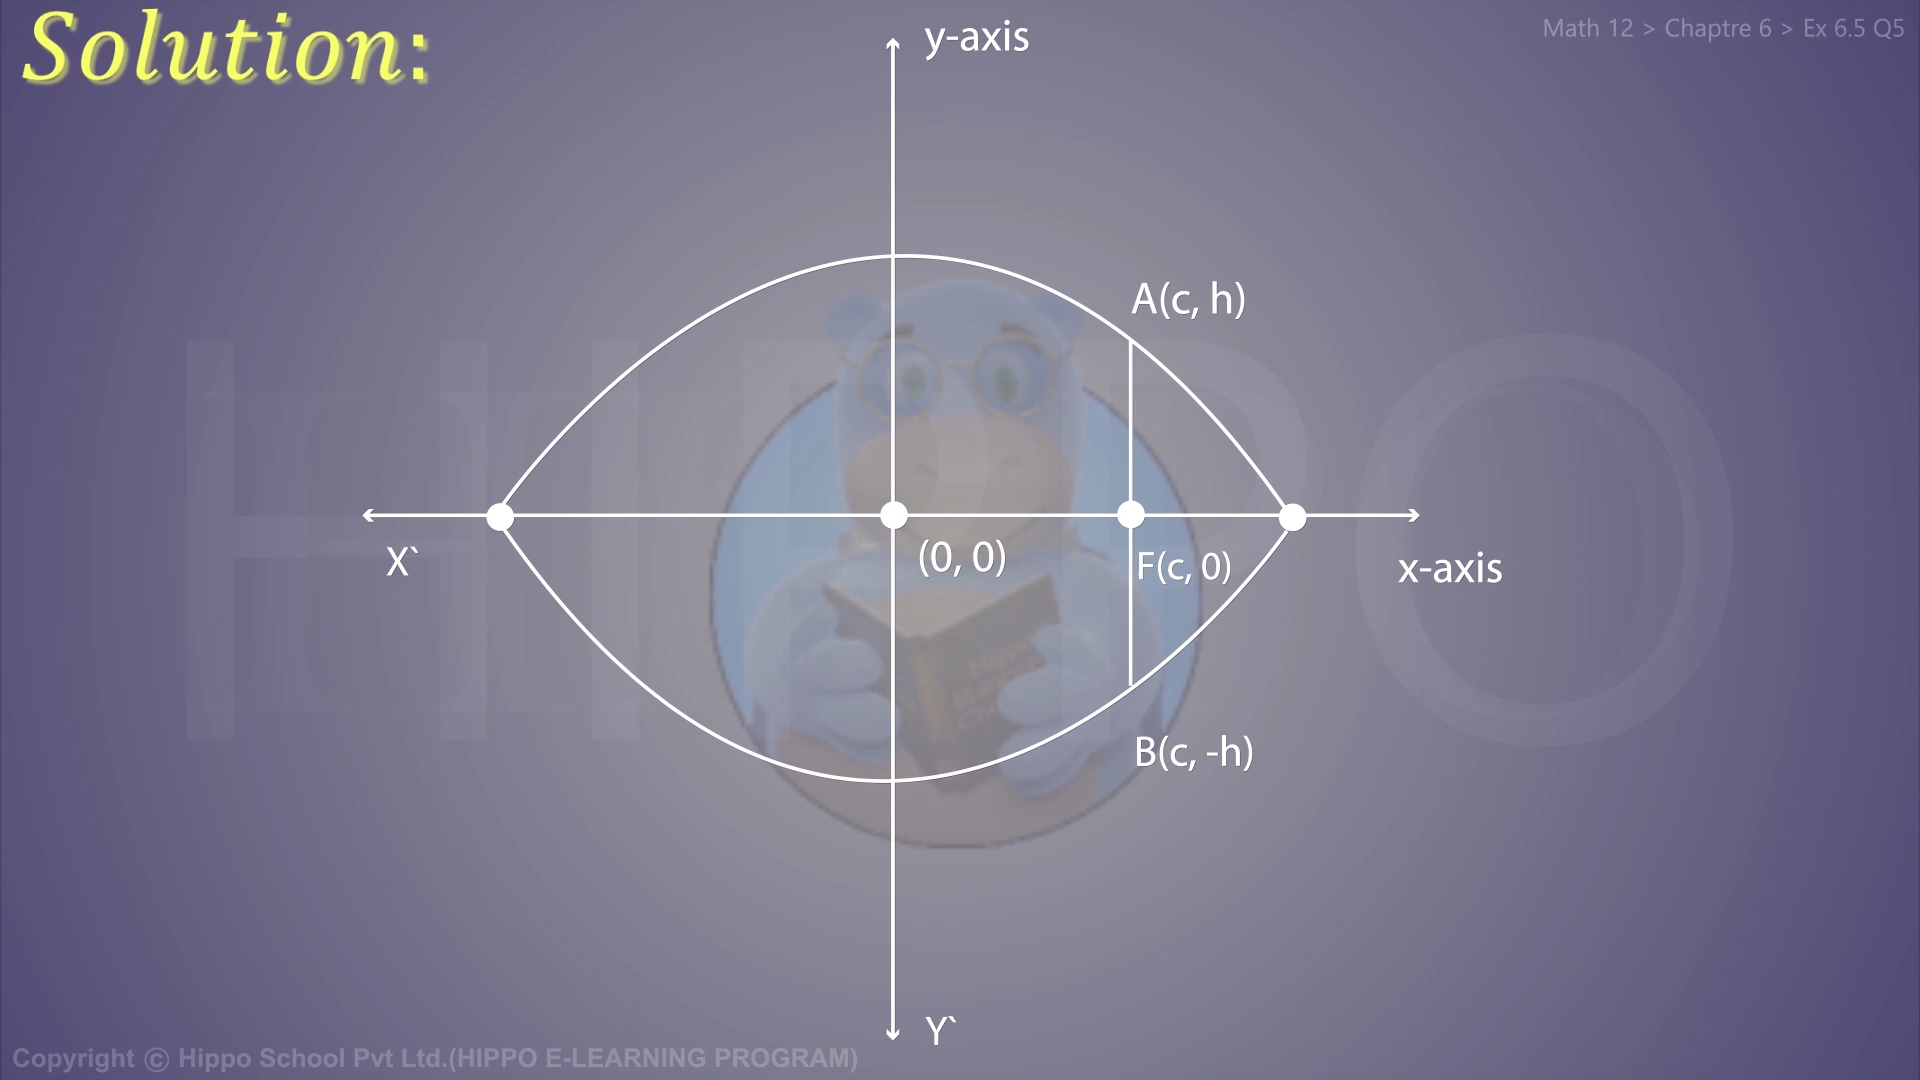 Solution:
Math 12 > Chaptre 6 > Ex 6.5 Q5
y-axis
A(c, h)
HIPPO
X`
(0, 0)
F(c, 0)
x-axis
B(c, -h)
Y`
Copyright © Hippo School Pvt Ltd.(HIPPO E-LEARNING PROGRAM)